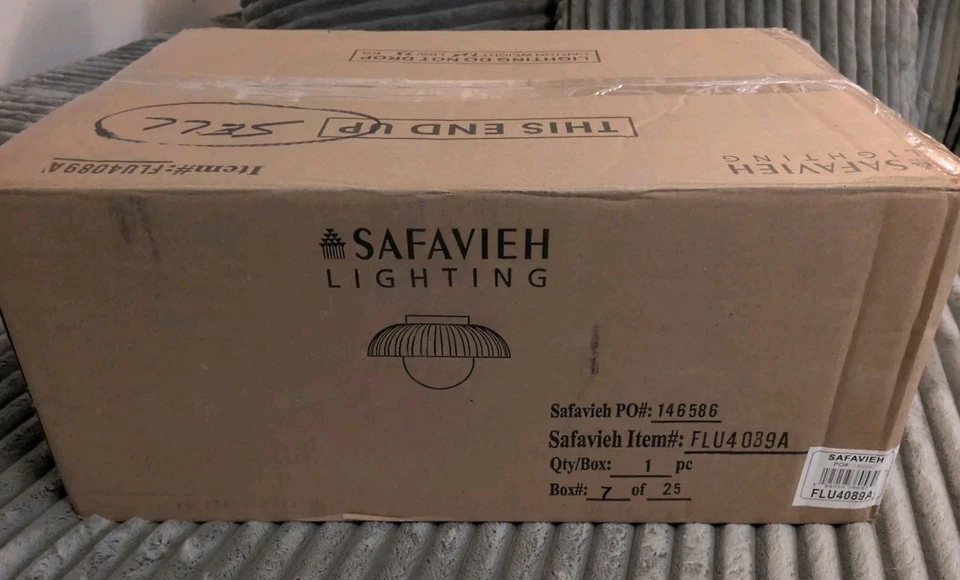 LIGHTING DO NOT DROP
THIS END UP
SELL
Item#:FLU4089A
SAFAVIEH
LIGHTING
SAFAVIEH
LIGHTING
Safavieh PO#: 146586
Safavieh Item#: FLU4089A
Qty/Box: 1 pc
Box#: 7 of 25
SAFAVIEH
PO#:
FLU4089A